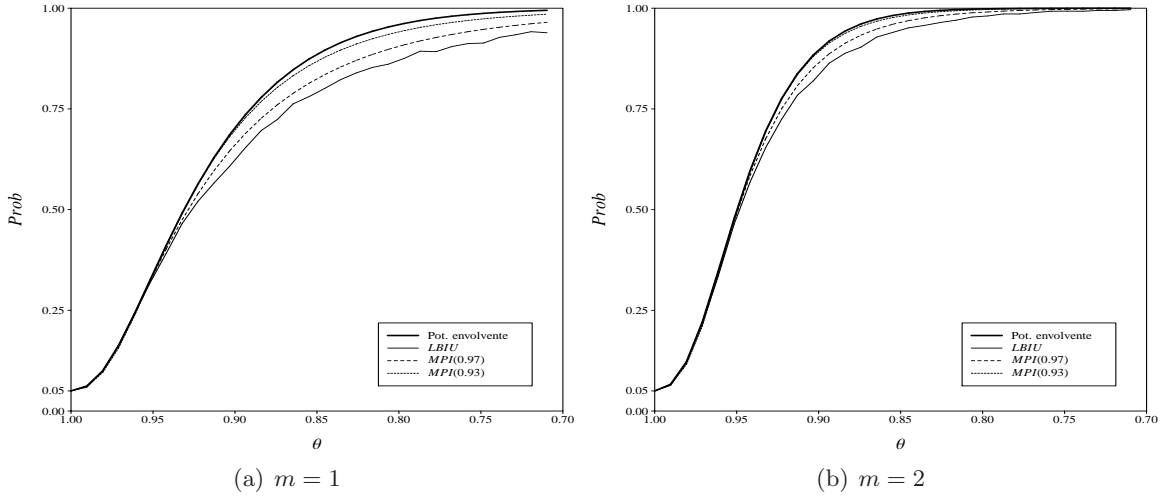 1.00
0.75
0.50
0.25
0.05
0.00
Prob
1.00 0.95 0.90 0.85 0.80 0.75 0.70
θ
Pot. envolvente
LBIU
MPI(0.97)
MPI(0.93)
(a) m = 1
1.00
0.75
0.50
0.25
0.05
0.00
Prob
1.00 0.95 0.90 0.85 0.80 0.75 0.70
θ
Pot. envolvente
LBIU
MPI(0.97)
MPI(0.93)
(b) m = 2